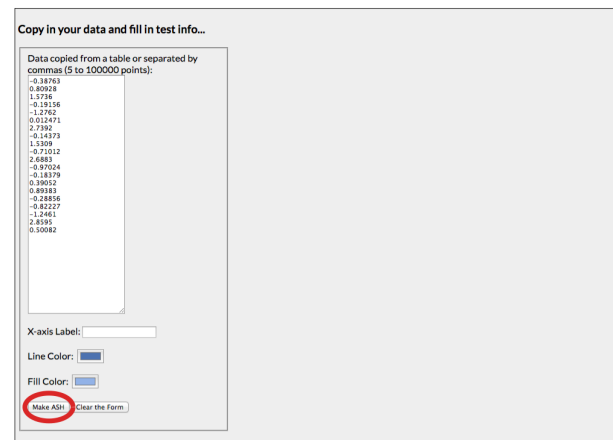 Copy in your data and fill in test info...
Data copied from a table or separated by
commas (5 to 100000 points):
-0.38763
0.80928
1.5736
-0.19156
-1.2762
0.012471
2.7392
-0.14373
1.5309
-0.71012
2.6883
-0.97024
-0.18379
0.39052
0.89383
-0.28856
-0.82227
-1.2461
2.8595
0.50082
X-axis Label:
Line Color:
Fill Color:
Make ASH Clear the Form